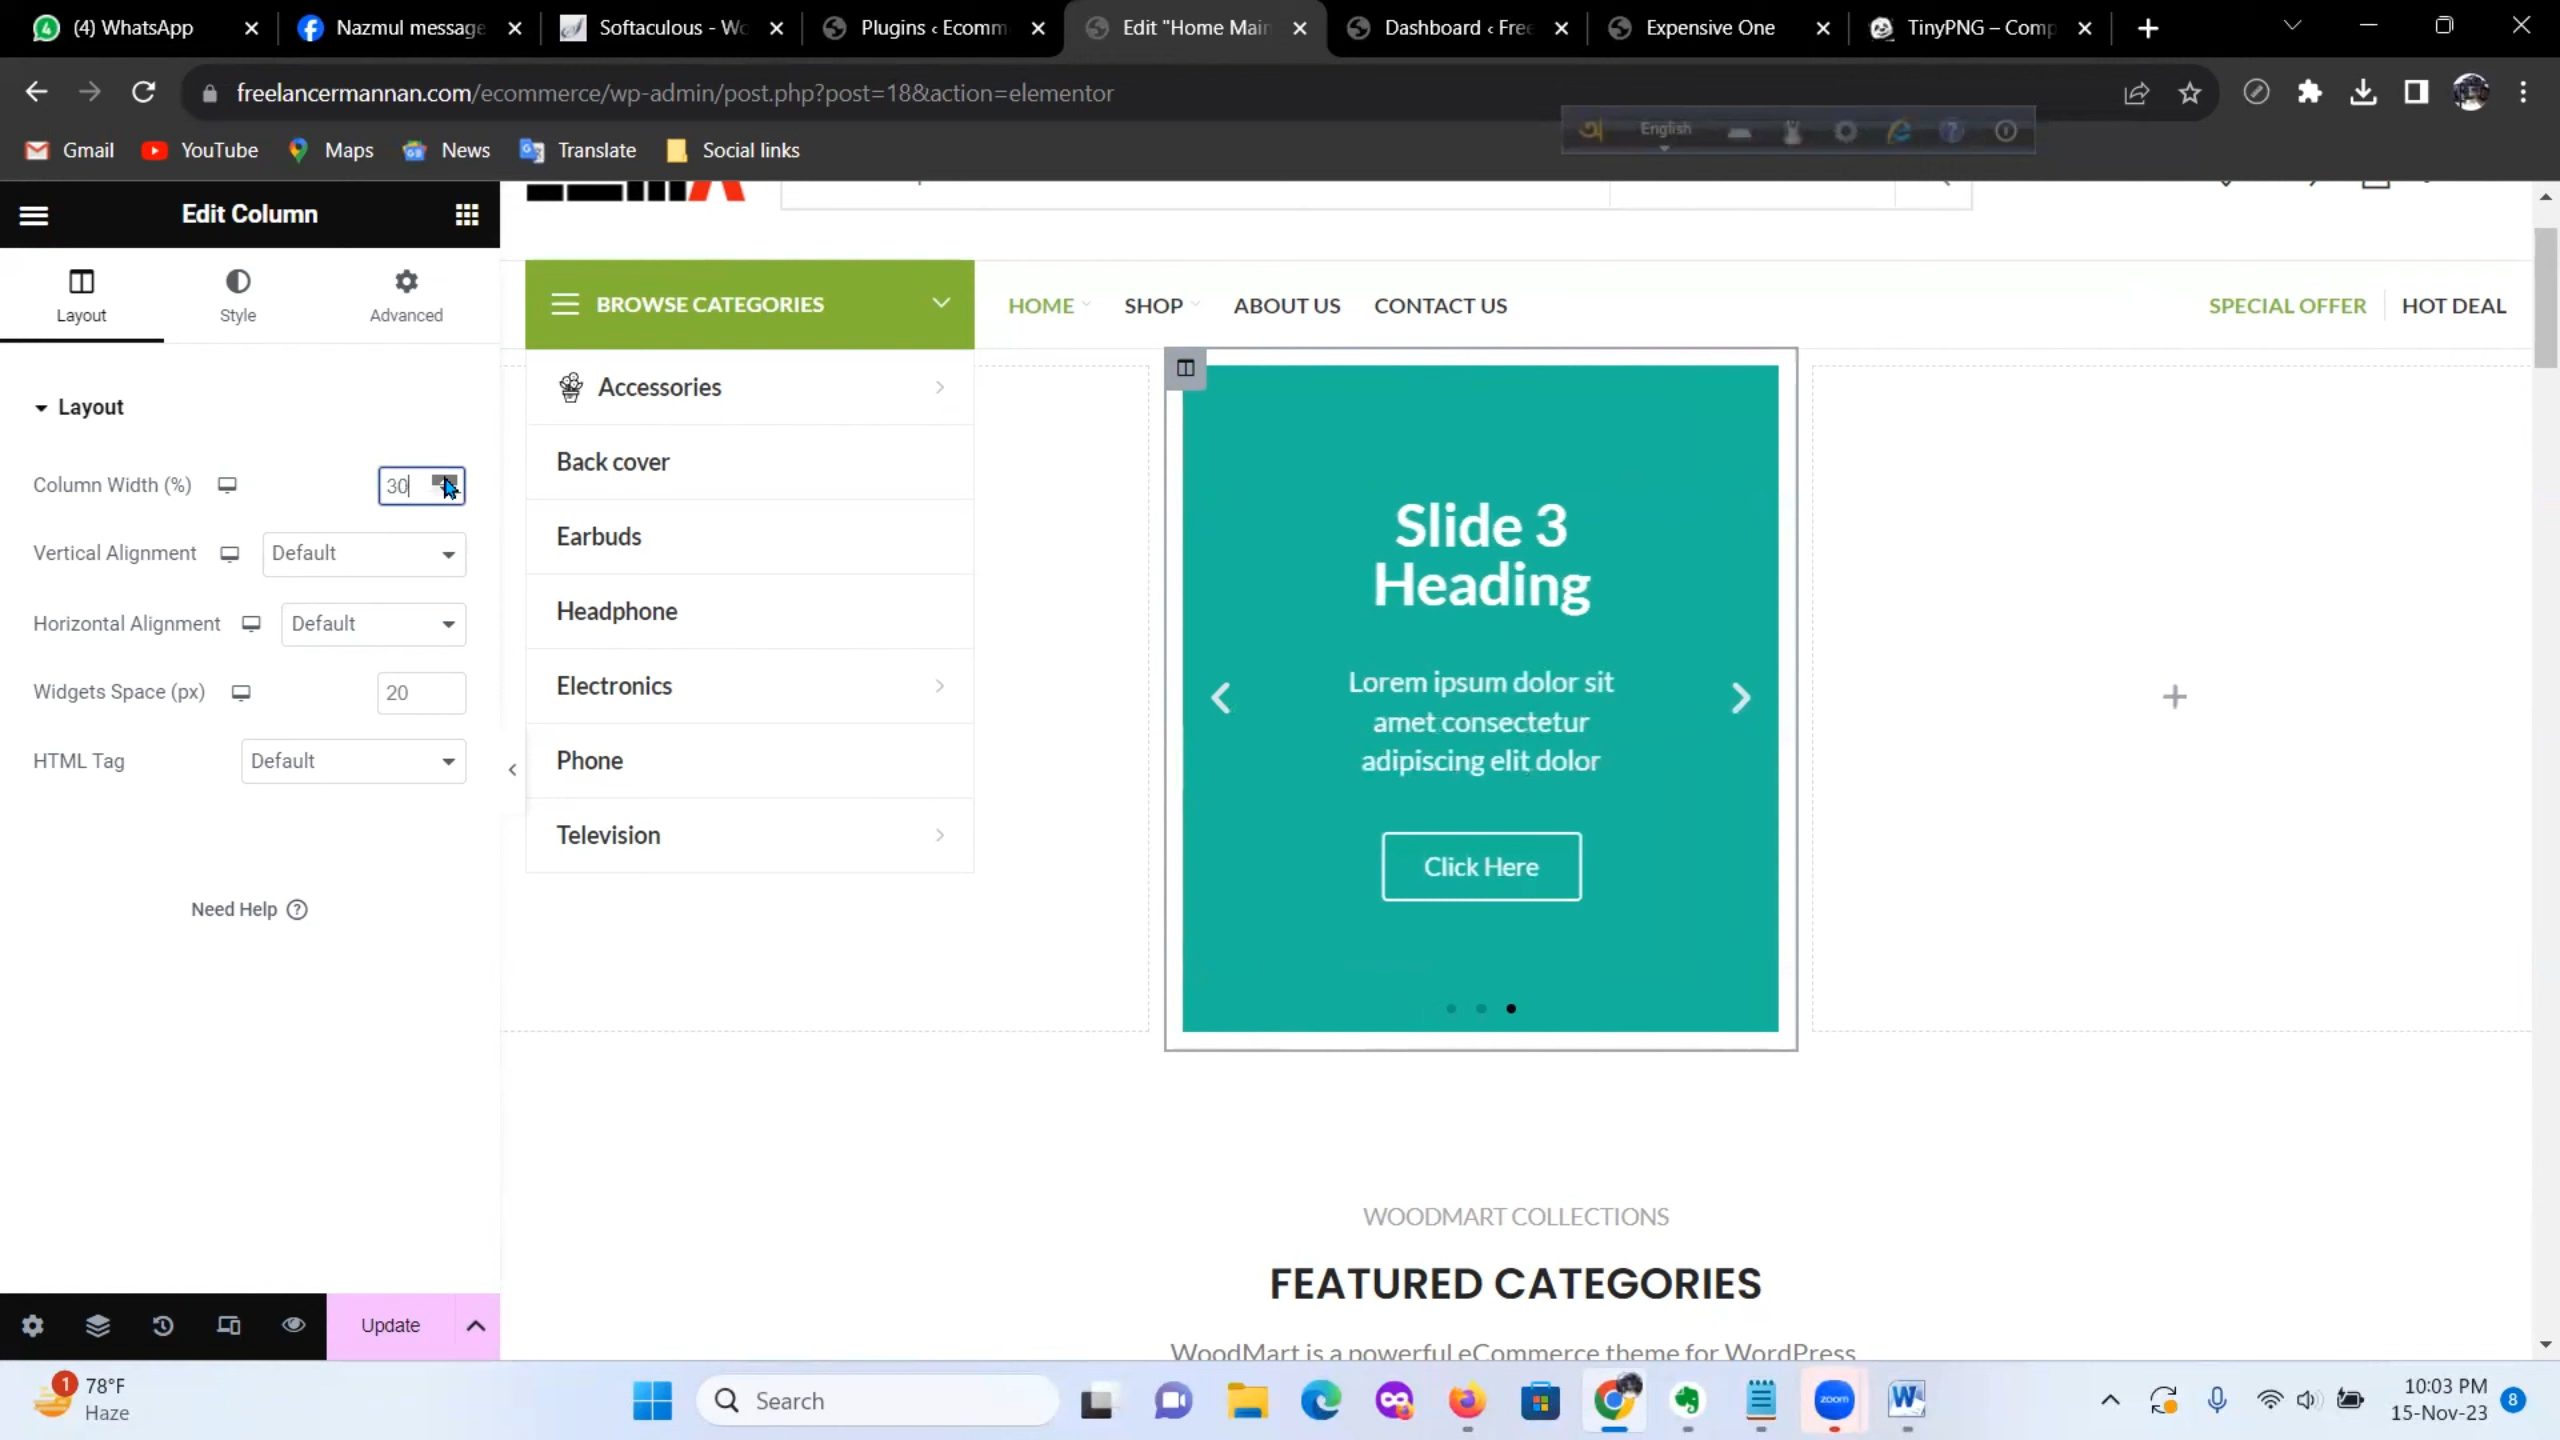 (4) WhatsApp
Nazmul message
Softaculous - Wo
Plugins ‹ Ecomm
Edit "Home Main
Dashboard ‹ Free
Expensive One
TinyPNG – Comp
freelancermannan.com/ecommerce/wp-admin/post.php?post=18&action=elementor
English
Gmail
YouTube
Maps
News
Translate
Social links
Edit Column
Layout
Style
Advanced
Layout
Column Width (%)
30
Vertical Alignment
Default
Horizontal Alignment
Default
Widgets Space (px)
20
HTML Tag
Default
Need Help
Update
BROWSE CATEGORIES
HOME
SHOP
ABOUT US
CONTACT US
SPECIAL OFFER
HOT DEAL
Accessories
Back cover
Earbuds
Headphone
Electronics
Phone
Television
Slide 3
Heading
Lorem ipsum dolor sit
amet consectetur
adipiscing elit dolor
Click Here
WOODMART COLLECTIONS
FEATURED CATEGORIES
WoodMart is a powerful eCommerce theme for WordPress
1
78°F
Haze
Search
zoom
10:03 PM
15-Nov-23
8